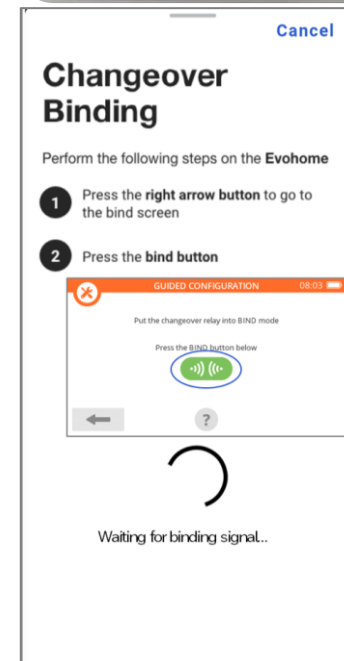 Cancel
Changeover
Binding
Perform the following steps on the Evohome
1 Press the right arrow button to go to
the bind screen
2 Press the bind button
GUIDED CONFIGURATION 08:03
Put the changeover relay into BIND mode
Press the BIND button below
?
Waiting for binding signal...